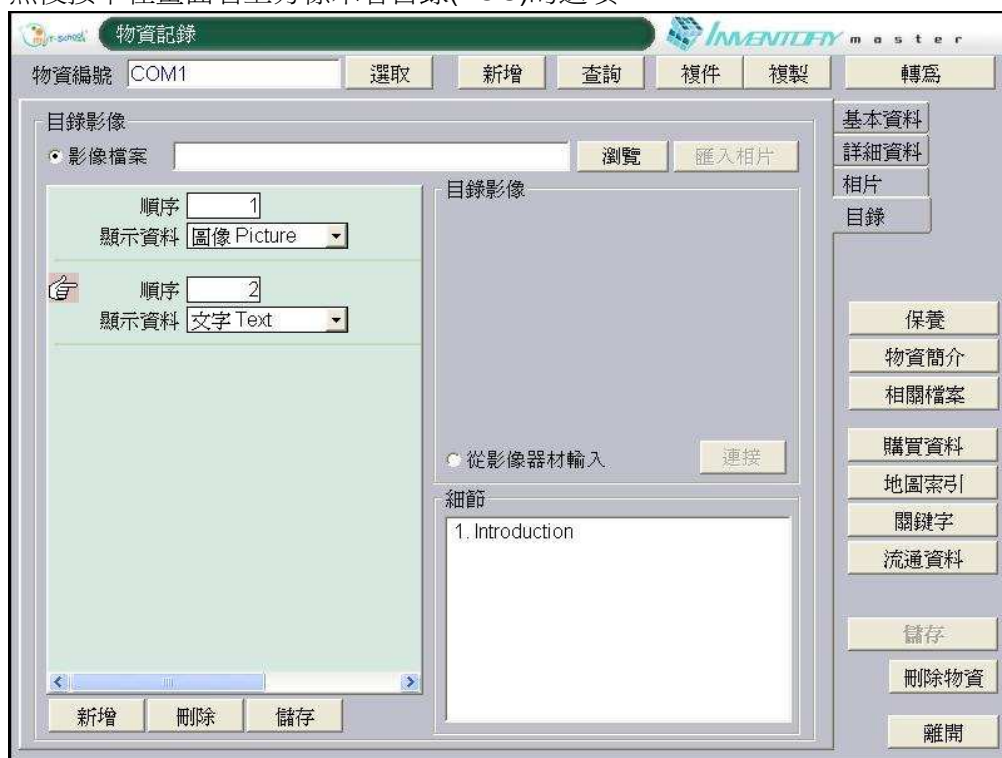 物資記錄
INVENTORY master
物資編號 COM1 選取 新增 查詢 複件 複製 轉為
目錄影像
影像檔案 瀏覽 匯入相片
順序 1
顯示資料 圖像 Picture
順序 2
顯示資料 文字 Text
新增 刪除 儲存
目錄影像
從影像器材輸入 連接
細節
1. Introduction
基本資料
詳細資料
相片
目錄
保養
物資簡介
相關檔案
購買資料
地圖索引
關鍵字
流通資料
儲存
刪除物資
離開